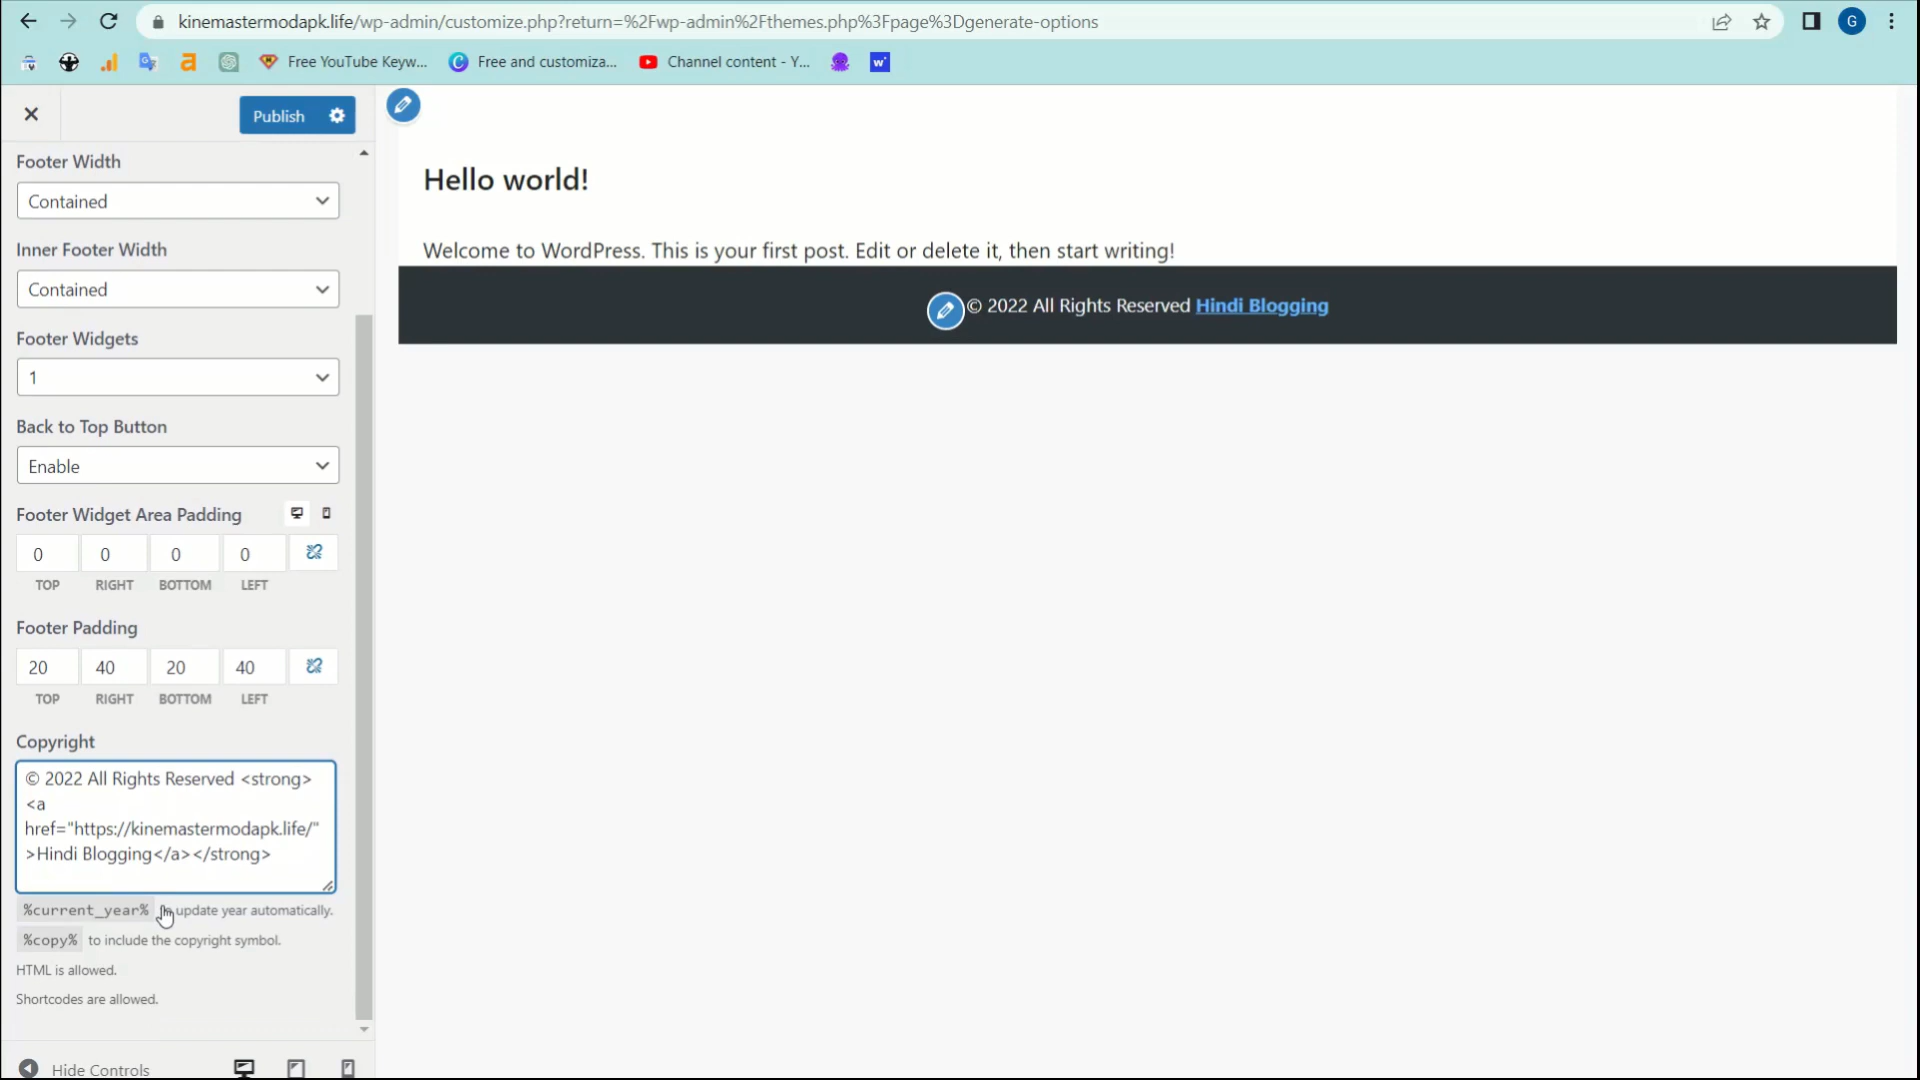 kinemastermodapk.life/wp-admin/customize.php?return=%2Fwp-admin%2Fthemes.php%3Fpage%3Dgenerate-options
G
a
Free YouTube Keyw...
Free and customiza...
Channel content - Y...
w
Publish
Footer Width
Contained
Inner Footer Width
Contained
Footer Widgets
1
Back to Top Button
Enable
Footer Widget Area Padding
0 0 0 0
TOP RIGHT BOTTOM LEFT
Footer Padding
20 40 20 40
TOP RIGHT BOTTOM LEFT
Copyright
© 2022 All Rights Reserved <strong>
<a
href="https://kinemastermodapk.life/"
>Hindi Blogging</a></strong>
%current_year% update year automatically.
%copy% to include the copyright symbol.
HTML is allowed.
Shortcodes are allowed.
Hide Controls
Hello world!
Welcome to WordPress. This is your first post. Edit or delete it, then start writing!
© 2022 All Rights Reserved Hindi Blogging